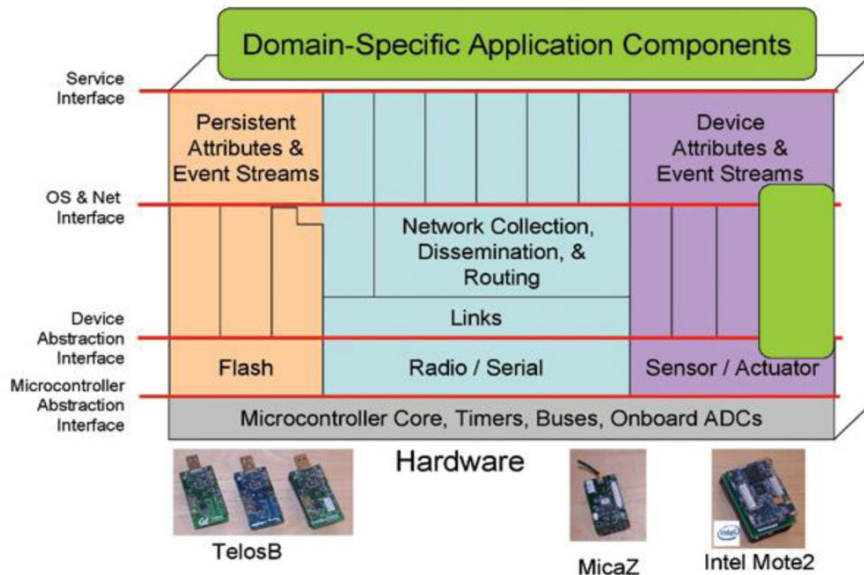 Domain-Specific Application Components
Service
Interface
Persistent
Attributes &
Event Streams
Device
Attributes &
Event Streams
OS & Net
Interface
Network Collection,
Dissemination, &
Routing
Links
Device
Abstraction
Interface
Flash
Radio / Serial
Sensor / Actuator
Microcontroller
Abstraction
Interface
Microcontroller Core, Timers, Buses, Onboard ADCs
Hardware
TelosB
MicaZ
intel
Intel Mote2